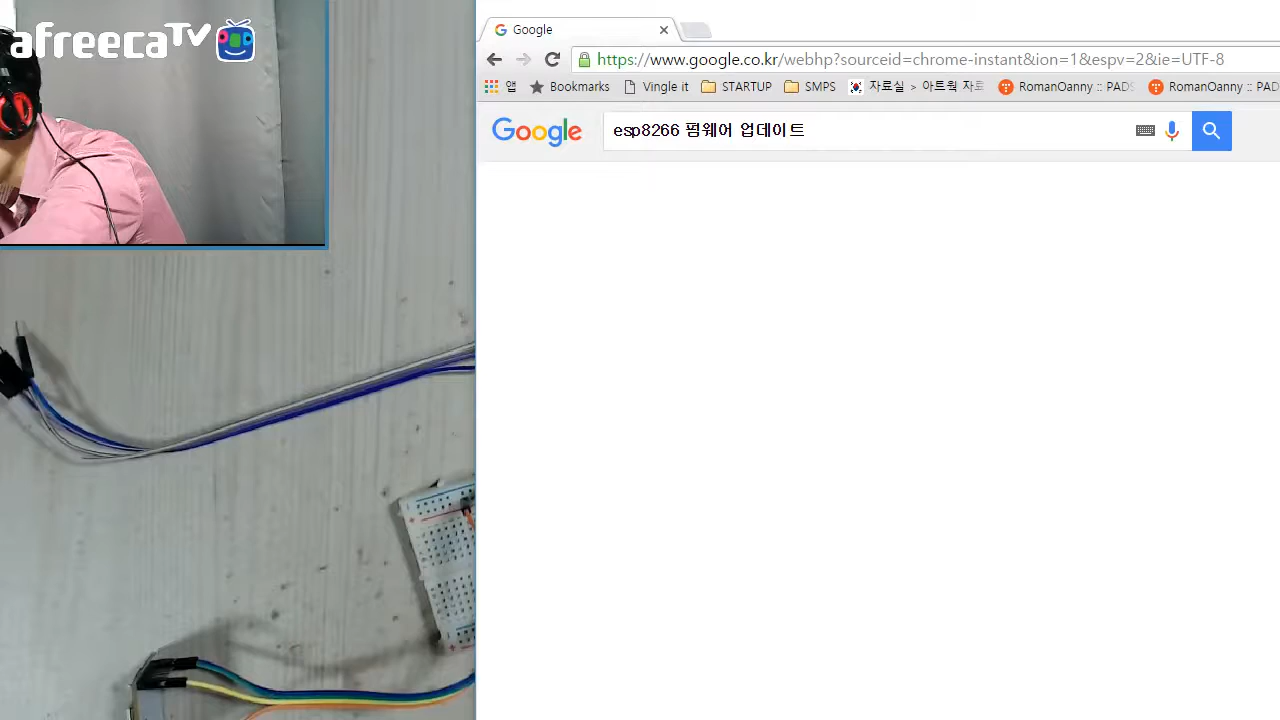 afreecaTV
Google
https://www.google.co.kr/webhp?sourceid=chrome-instant&ion=1&espv=2&ie=UTF-8
앱 Bookmarks Vingle it STARTUP SMPS 자료실 > 아트웍 자료 RomanOanny :: PADS RomanOanny :: PAD
Google esp8266 펌웨어 업데이트